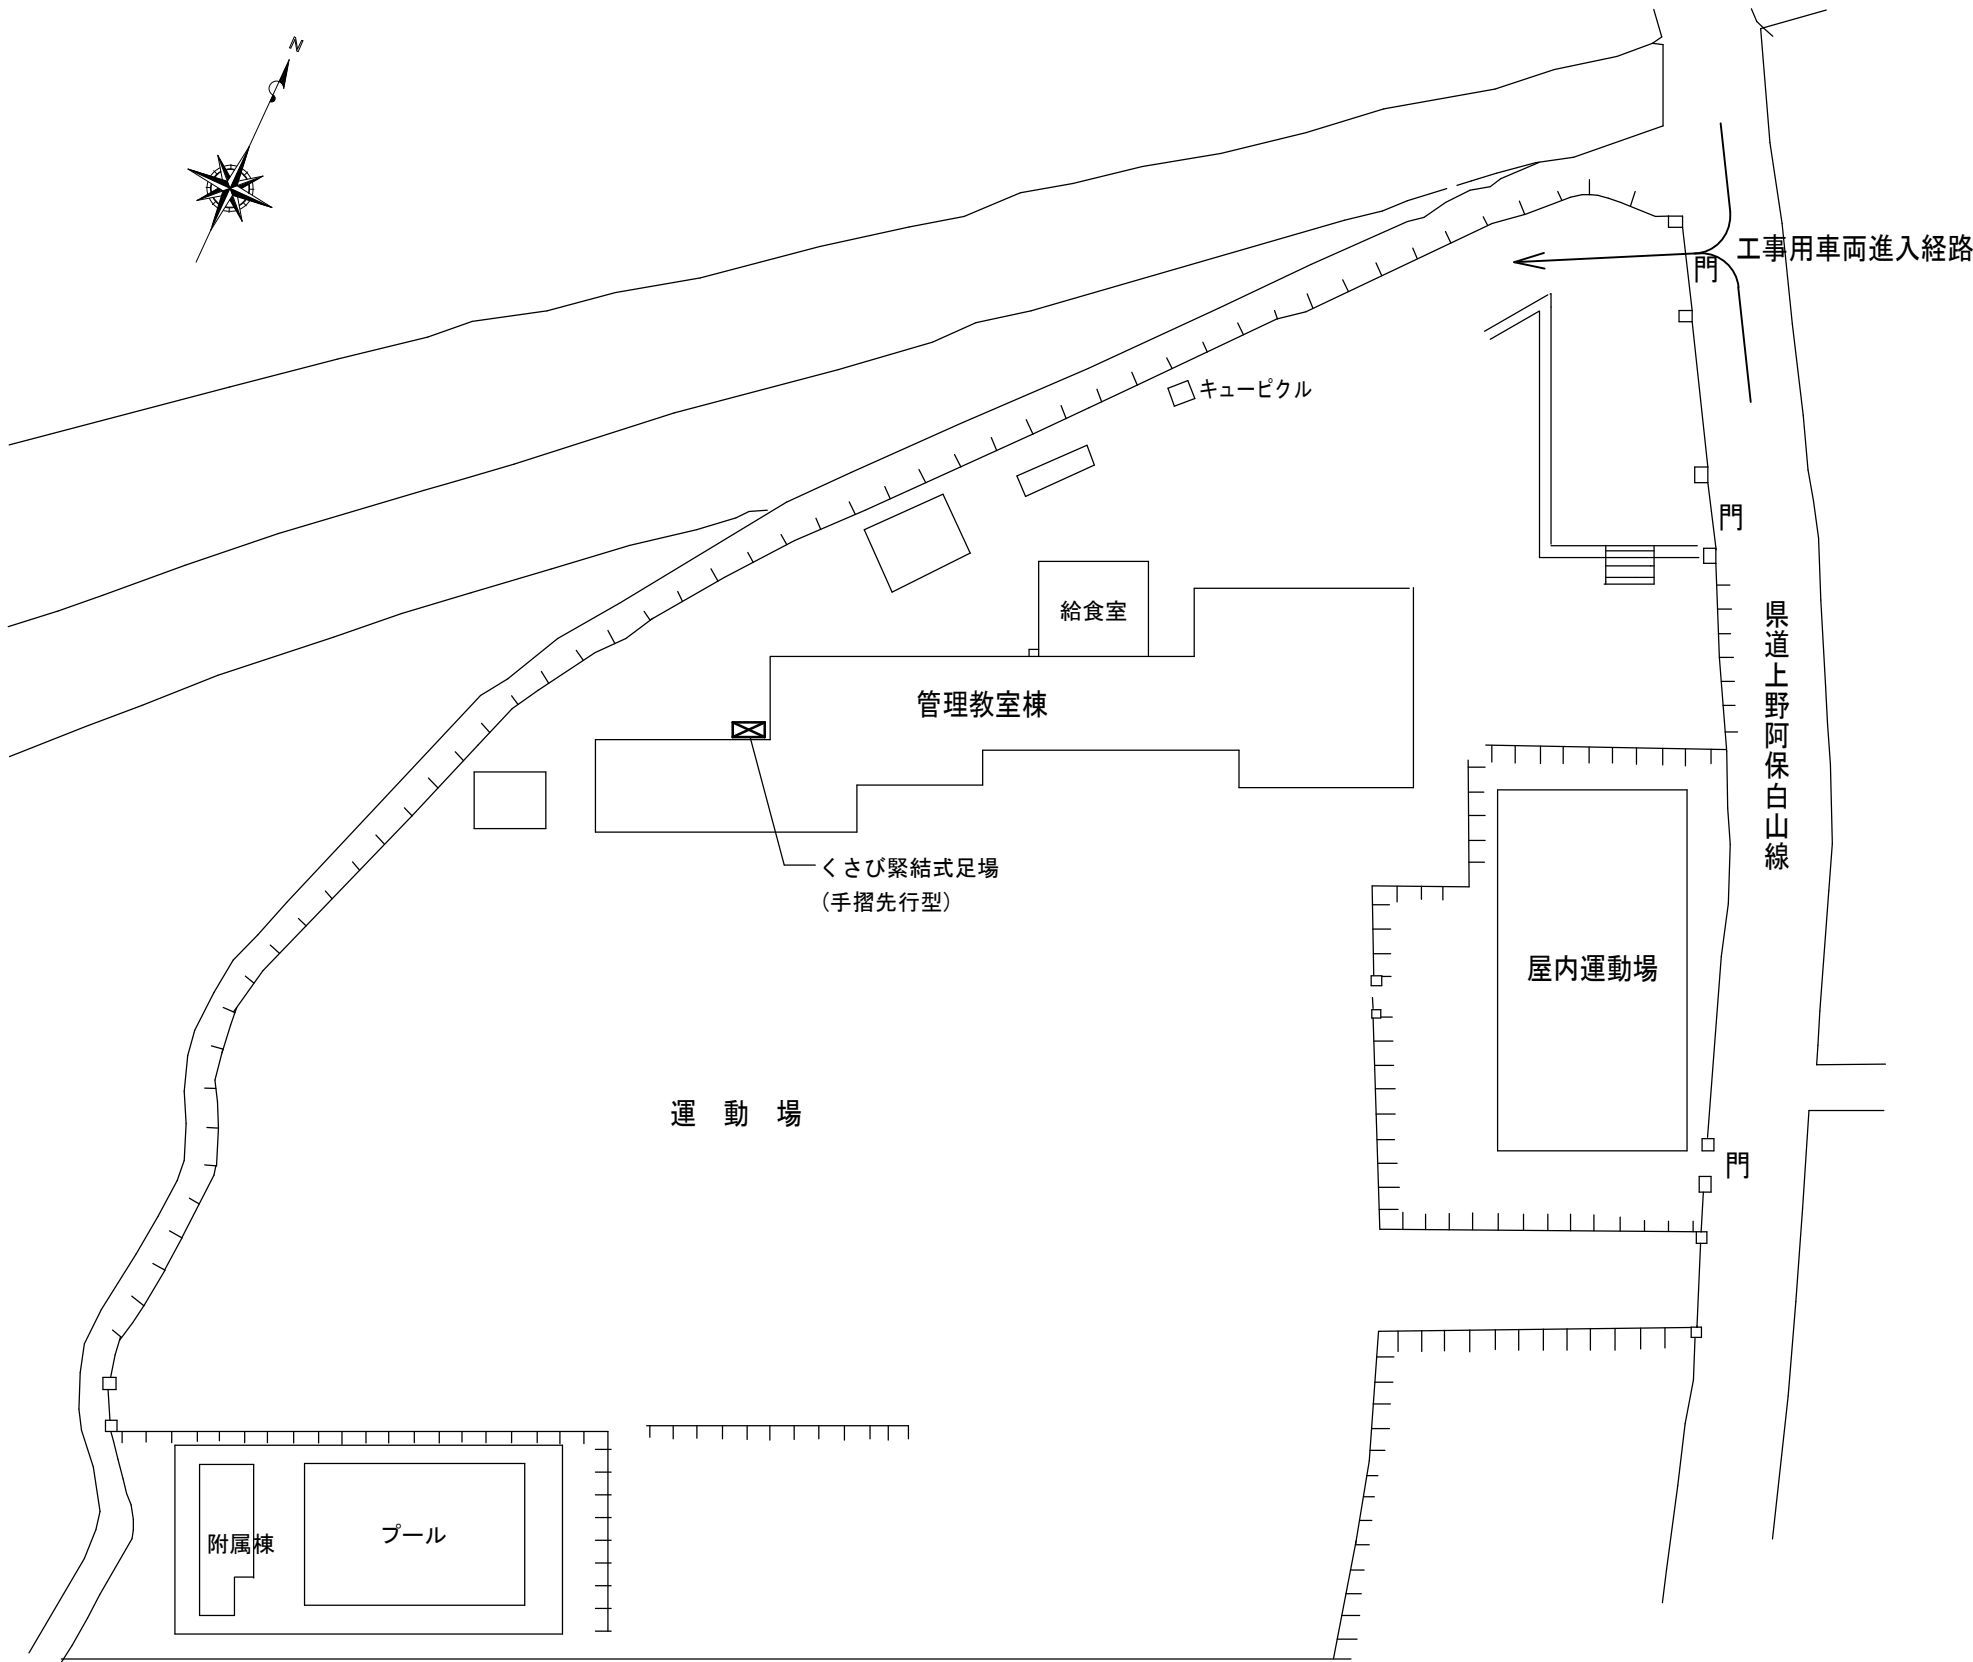 N
工事用車両進入経路
門
キュービクル
門
給食室
県道上野阿保白山線
管理教室棟
くさび緊結式足場
(手摺先行型)
屋内運動場
運 動 場
門
プール
附属棟